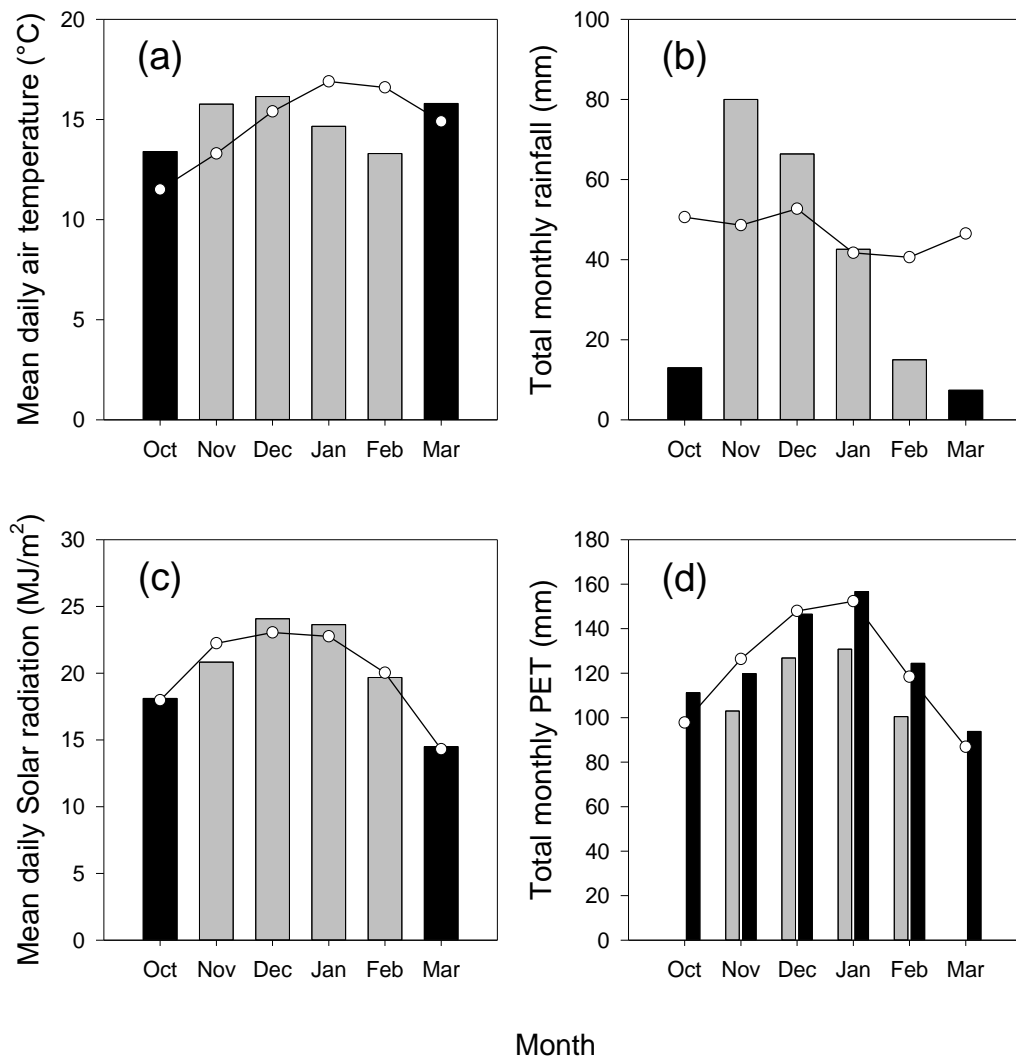 Mean daily air temperature (°C)
20
15
10
5
0
(a)
Oct Nov Dec Jan Feb Mar
Total monthly rainfall (mm)
100
80
60
40
20
0
(b)
Oct Nov Dec Jan Feb Mar
Mean daily Solar radiation (MJ/m²)
30
25
20
15
10
5
0
(c)
Oct Nov Dec Jan Feb Mar
Total monthly PET (mm)
180
160
140
120
100
80
60
40
20
0
(d)
Oct Nov Dec Jan Feb Mar
Month